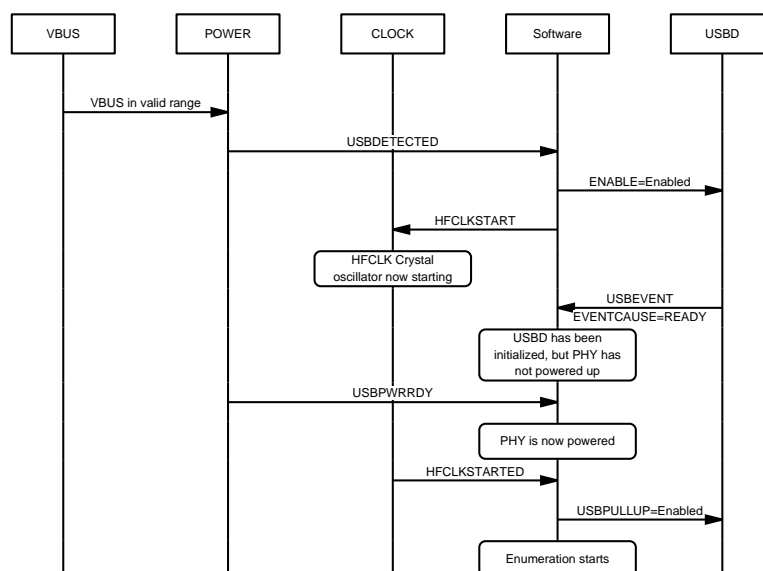 VBUS
POWER
CLOCK
Software
USBD
VBUS in valid range
USBDETECTED
ENABLE=Enabled
HFCLKSTART
HFCLK Crystal
oscillator now starting
USBEVENT
EVENTCAUSE=READY
USBD has been
initialized, but PHY has
not powered up
USBPWRRDY
PHY is now powered
HFCLKSTARTED
USBPULLUP=Enabled
Enumeration starts